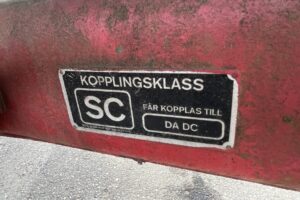 KOPPLINGSKLASS
SC
FÅR KOPPLAS TILL
DA DC